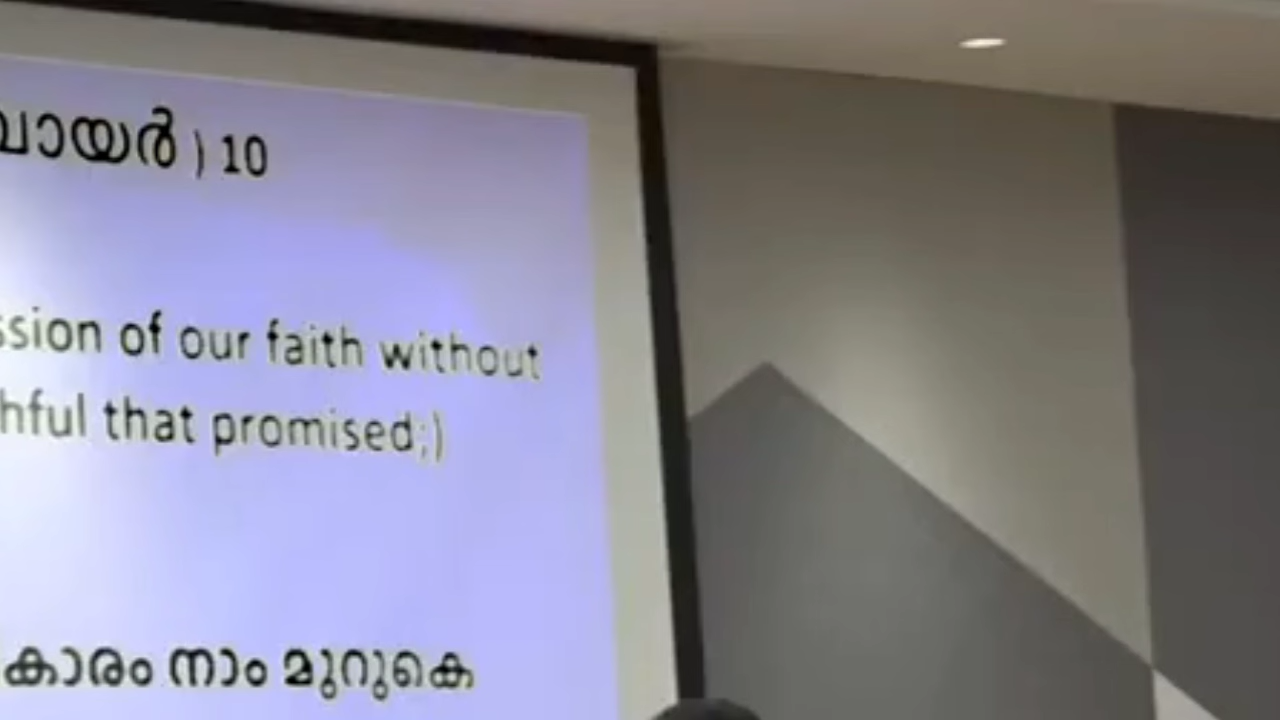 ായർ ) 10
ssion of our faith without
hful that promised;)
കാരം നാം മുറുകെ